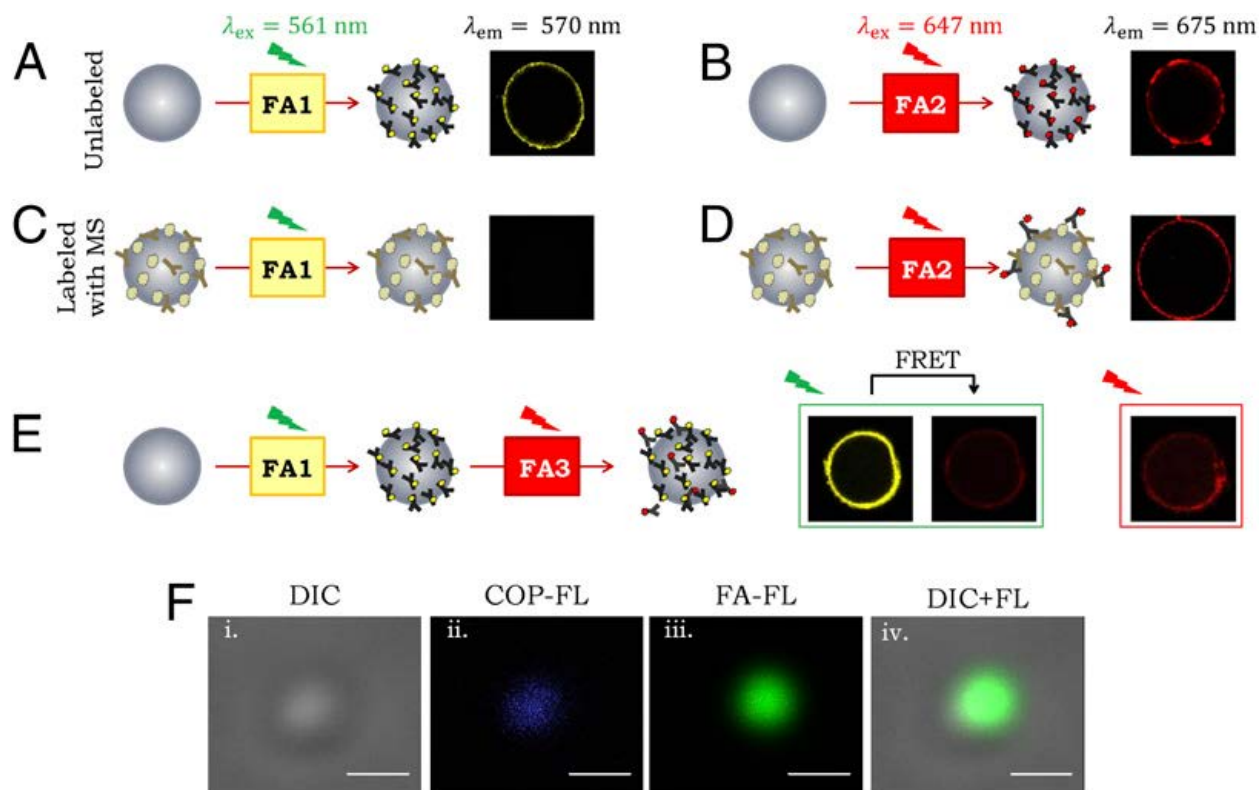 λex = 561 nm
λem = 570 nm
λex = 647 nm
λem = 675 nm
A
Unlabeled
FA1
B
FA2
C
Labeled
with MS
FA1
D
FA2
E
FA1
FA3
FRET
F
DIC
COP-FL
FA-FL
DIC+FL
i.
ii.
iii.
iv.